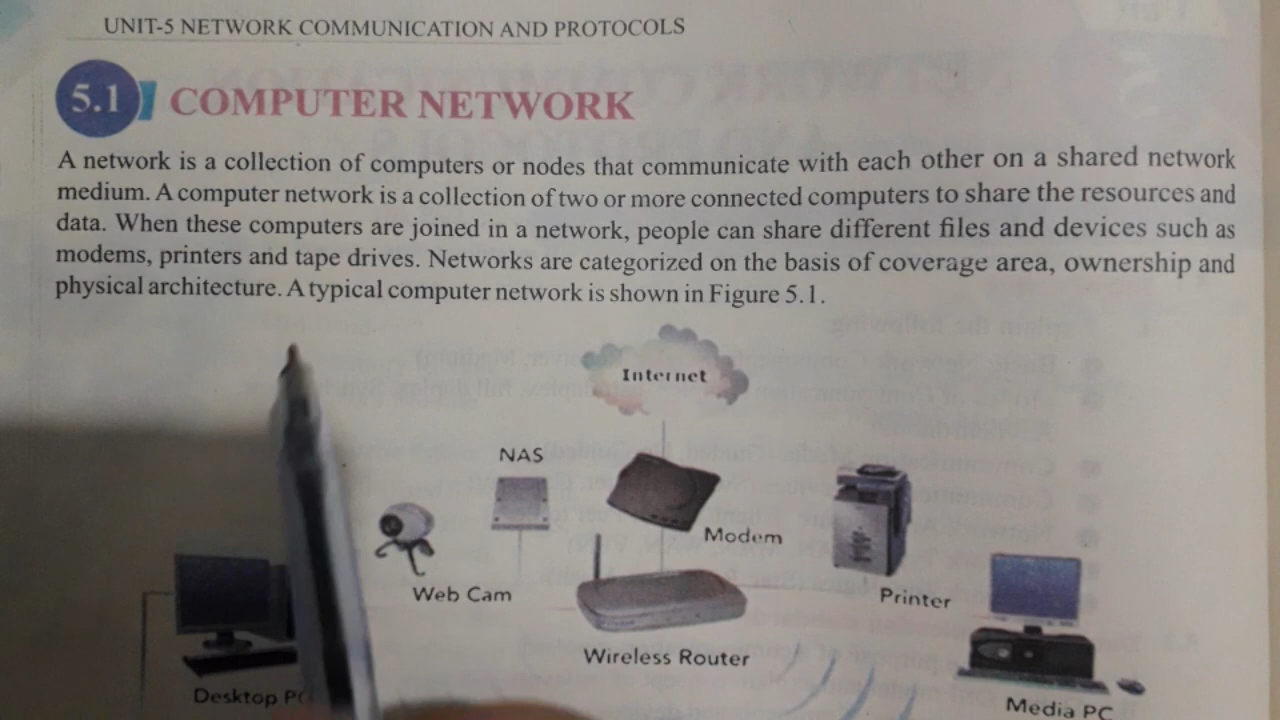 UNIT-5 NETWORK COMMUNICATION AND PROTOCOLS
5.1 COMPUTER NETWORK
A network is a collection of computers or nodes that communicate with each other on a shared network
medium. A computer network is a collection of two or more connected computers to share the resources and
data. When these computers are joined in a network, people can share different files and devices such as
modems, printers and tape drives. Networks are categorized on the basis of coverage area, ownership and
physical architecture. A typical computer network is shown in Figure 5.1.
Internet
NAS
Modem
Web Cam
Printer
Wireless Router
Desktop PC
Media PC